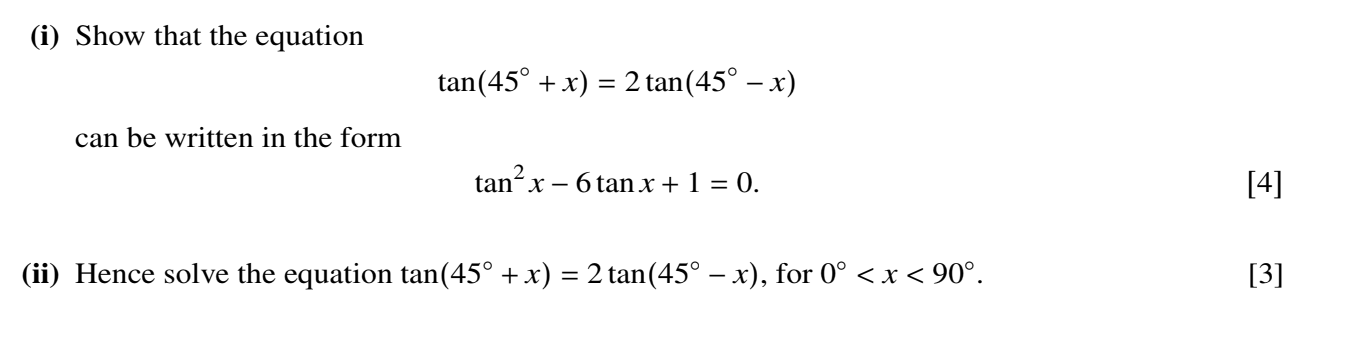 (i) Show that the equation
tan(45° + x) = 2 tan(45° − x)
can be written in the form
tan² x − 6 tan x + 1 = 0. [4]
(ii) Hence solve the equation tan(45° + x) = 2 tan(45° − x), for 0° < x < 90°. [3]